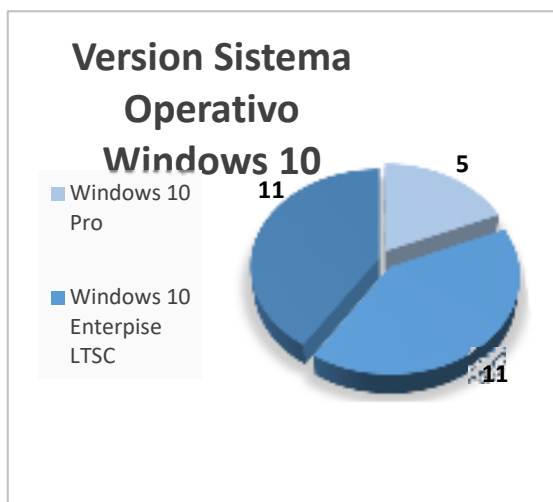 Version Sistema
Operativo
Windows 10
11
5
Windows 10
Pro
Windows 10
Enterpise
LTSC
11